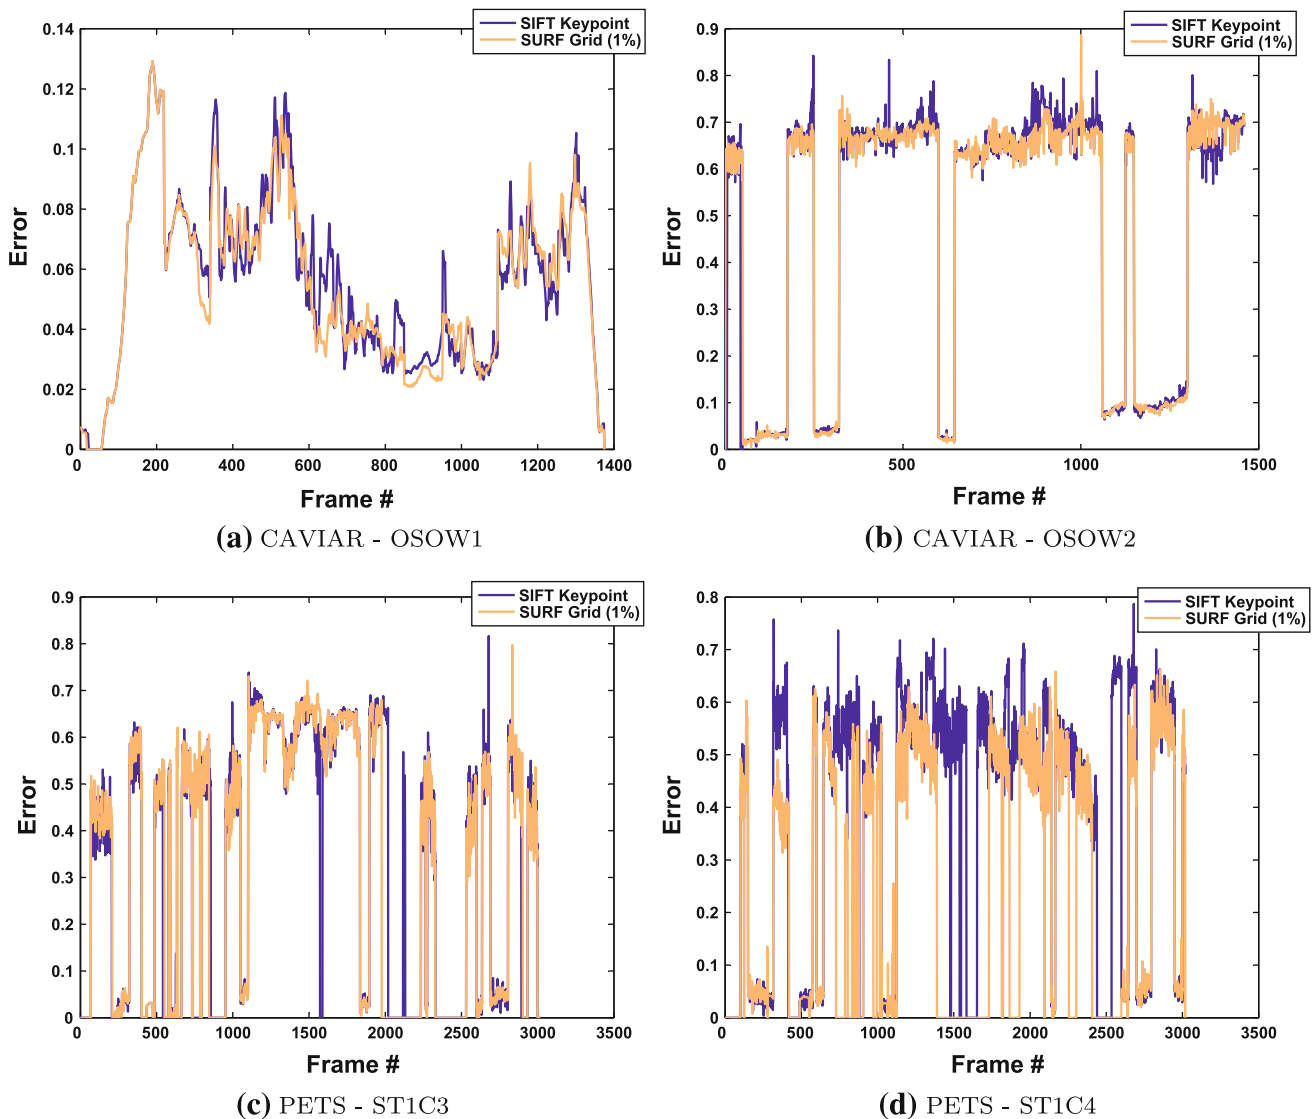 SIFT Keypoint
SURF Grid (1%)
0.14
0.12
0.1
0.08
0.06
0.04
0.02
0
Error
0 200 400 600 800 1000 1200 1400
Frame #
(a) CAVIAR - OSOW1
SIFT Keypoint
SURF Grid (1%)
0.9
0.8
0.7
0.6
0.5
0.4
0.3
0.2
0.1
0
Error
0 500 1000 1500
Frame #
(b) CAVIAR - OSOW2
SIFT Keypoint
SURF Grid (1%)
0.9
0.8
0.7
0.6
0.5
0.4
0.3
0.2
0.1
0
Error
0 500 1000 1500 2000 2500 3000 3500
Frame #
(c) PETS - ST1C3
SIFT Keypoint
SURF Grid (1%)
0.8
0.7
0.6
0.5
0.4
0.3
0.2
0.1
0
Error
0 500 1000 1500 2000 2500 3000 3500
Frame #
(d) PETS - ST1C4